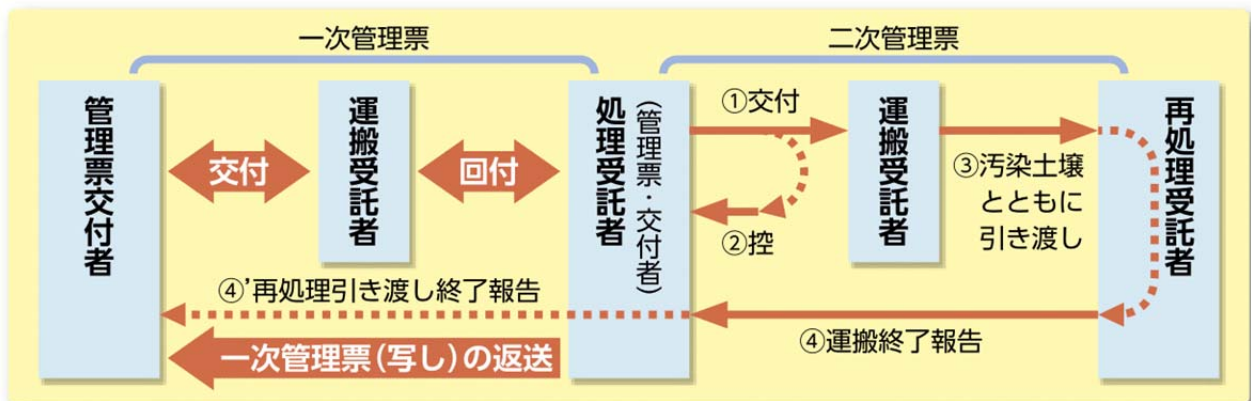 一次管理票
二次管理票
管理票交付者
交付
運搬受託者
回付
処理受託者
(管理票・交付者)
①交付
②控
運搬受託者
③汚染土壌
とともに
引き渡し
再処理受託者
④'再処理引き渡し終了報告
④運搬終了報告
一次管理票(写し)の返送